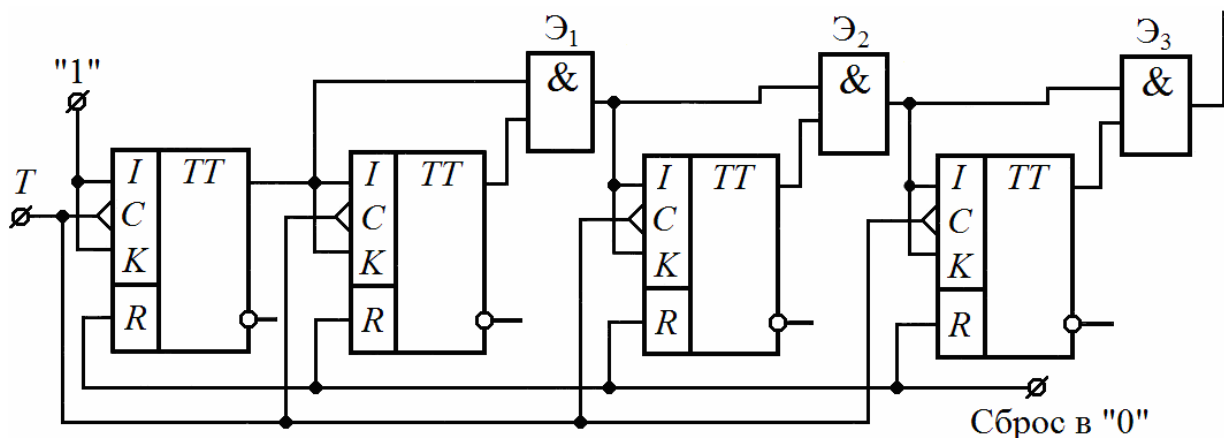 Э₁ Э₂ Э₃
"1" & & &
T I TT I TT I TT I TT
C C C C
K K K K
R R R R
Сброс в "0"